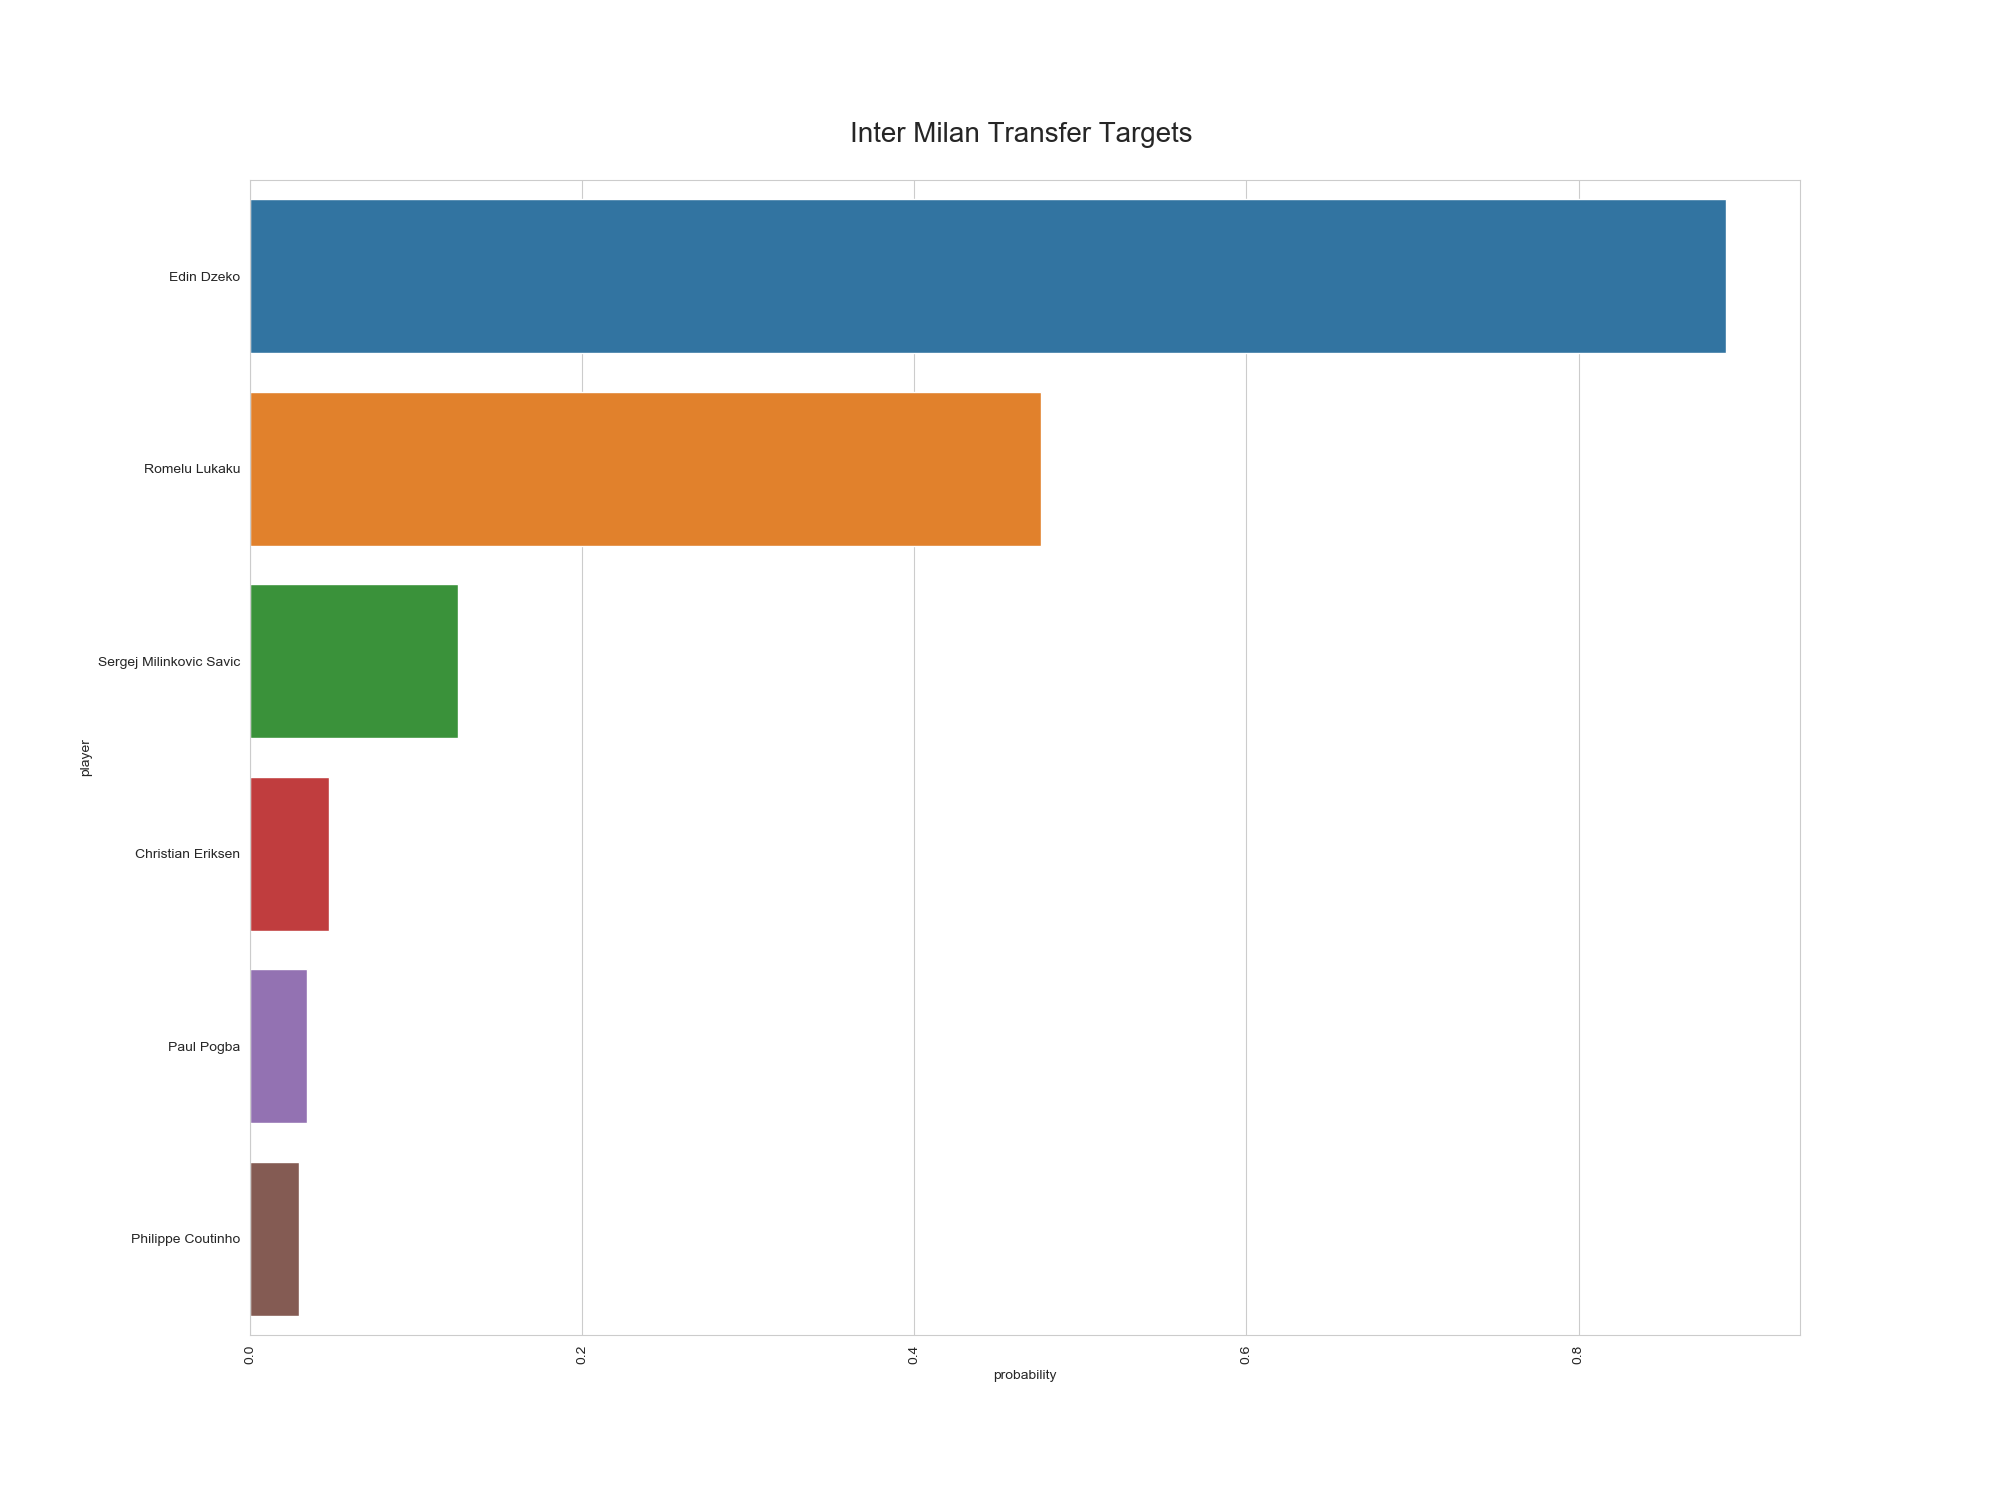 Inter Milan Transfer Targets
Edin Dzeko
Romelu Lukaku
Sergej Milinkovic Savic
Christian Eriksen
Paul Pogba
Philippe Coutinho
player
0.0
0.2
0.4
0.6
0.8
probability